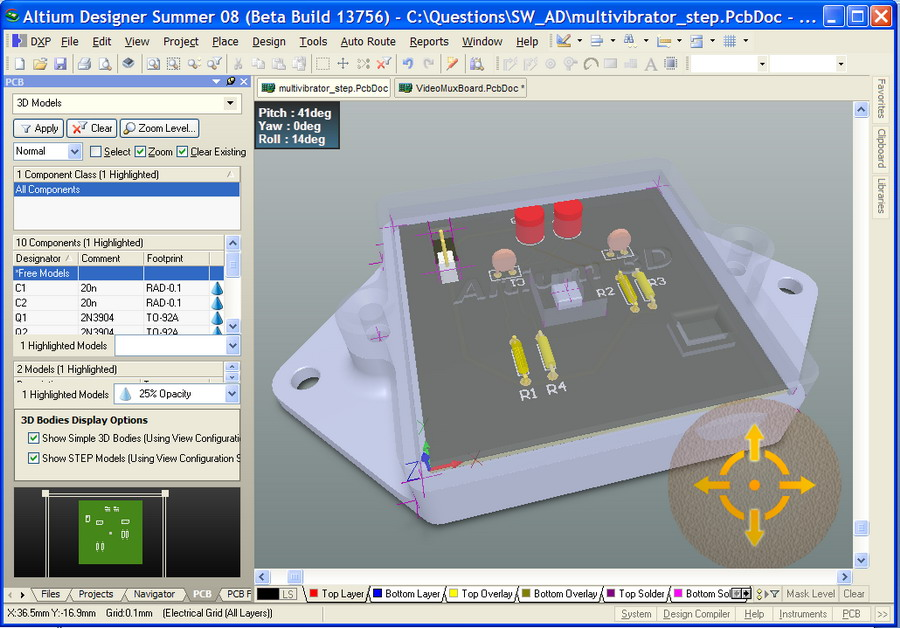 Altium Designer Summer 08 (Beta Build 13756) - C:\Questions\SW_AD\multivibrator_step.PcbDoc - ...
DXP File Edit View Project Place Design Tools Auto Route Reports Window Help
PCB
multivibrator_step.PcbDoc VideoMuxBoard.PcbDoc *
3D Models
Apply Clear Zoom Level...
Normal Select Zoom Clear Existing
1 Component Class (1 Highlighted)
All Components
10 Components (1 Highlighted)
Designator Comment Footprint
*Free Models
C1 20n RAD-0.1
C2 20n RAD-0.1
Q1 2N3904 TO-92A
Q2 2N3904 TO-92A
1 Highlighted Models
2 Models (1 Highlighted)
1 Highlighted Models 25% Opacity
3D Bodies Display Options
Show Simple 3D Bodies (Using View Configurati
Show STEP Models (Using View Configuration S
Pitch : 41deg
Yaw : 0deg
Roll : 14deg
Altium 3D
R2 R3
R1 R4
Z X
Favorites
Clipboard
Libraries
Files Projects Navigator PCB PCB F
LS Top Layer Bottom Layer Top Overlay Bottom Overlay Top Solder Bottom Sol Mask Level Clear
X:36.5mm Y:-16.9mm Grid:0.1mm (Electrical Grid (All Layers))
System Design Compiler Help Instruments PCB >>